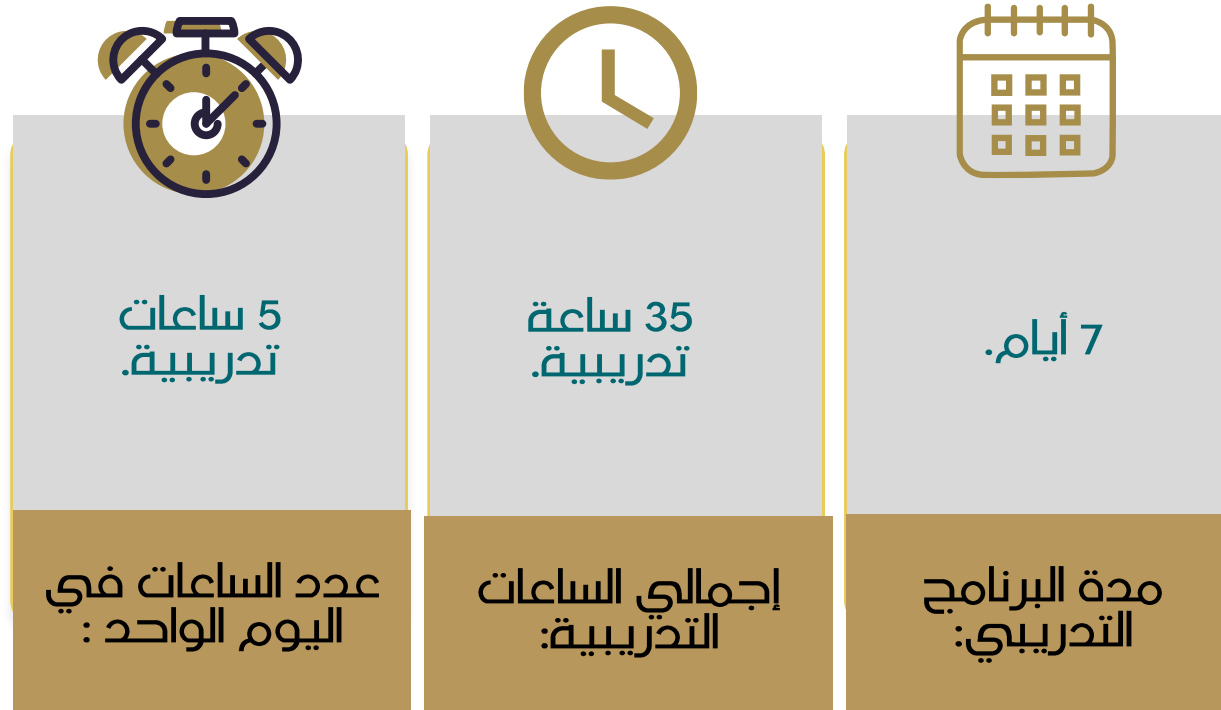 7 أيام.
مدة البرنامج
التدريبي:
35 ساعة
تدريبية.
إجمالي الساعات
التدريبية:
5 ساعات
تدريبية.
عدد الساعات في
اليوم الواحد :